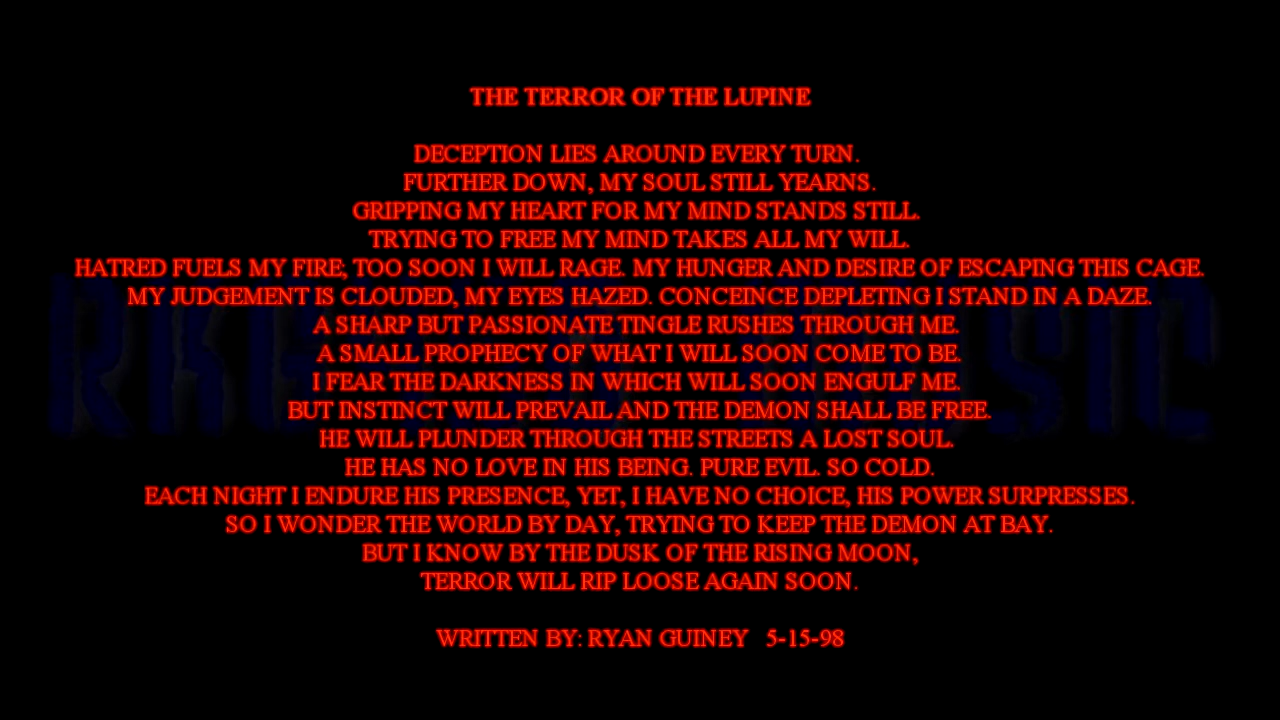 THE TERROR OF THE LUPINE
DECEPTION LIES AROUND EVERY TURN.
FURTHER DOWN, MY SOUL STILL YEARNS.
GRIPPING MY HEART FOR MY MIND STANDS STILL.
TRYING TO FREE MY MIND TAKES ALL MY WILL.
HATRED FUELS MY FIRE; TOO SOON I WILL RAGE. MY HUNGER AND DESIRE OF ESCAPING THIS CAGE.
MY JUDGEMENT IS CLOUDED, MY EYES HAZED. CONCEINCE DEPLETING I STAND IN A DAZE.
A SHARP BUT PASSIONATE TINGLE RUSHES THROUGH ME.
A SMALL PROPHECY OF WHAT I WILL SOON COME TO BE.
I FEAR THE DARKNESS IN WHICH WILL SOON ENGULF ME.
BUT INSTINCT WILL PREVAIL AND THE DEMON SHALL BE FREE.
HE WILL PLUNDER THROUGH THE STREETS A LOST SOUL.
HE HAS NO LOVE IN HIS BEING. PURE EVIL. SO COLD.
EACH NIGHT I ENDURE HIS PRESENCE, YET, I HAVE NO CHOICE, HIS POWER SURPRESSES.
SO I WONDER THE WORLD BY DAY, TRYING TO KEEP THE DEMON AT BAY.
BUT I KNOW BY THE DUSK OF THE RISING MOON,
TERROR WILL RIP LOOSE AGAIN SOON.
WRITTEN BY: RYAN GUINEY 5-15-98